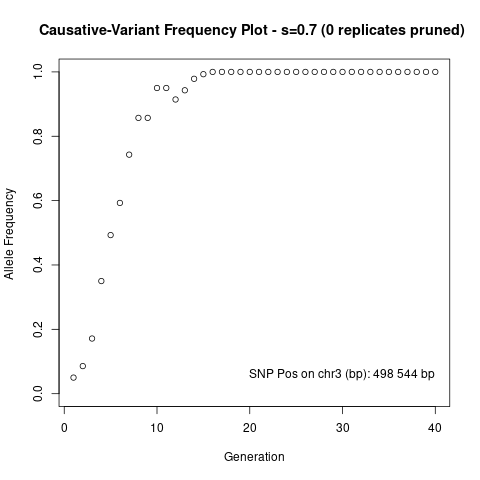 Causative-Variant Frequency Plot - s=0.7 (0 replicates pruned)
1.0
0.8
0.6
0.4
0.2
0.0
Allele Frequency
SNP Pos on chr3 (bp): 498 544 bp
0 10 20 30 40
Generation